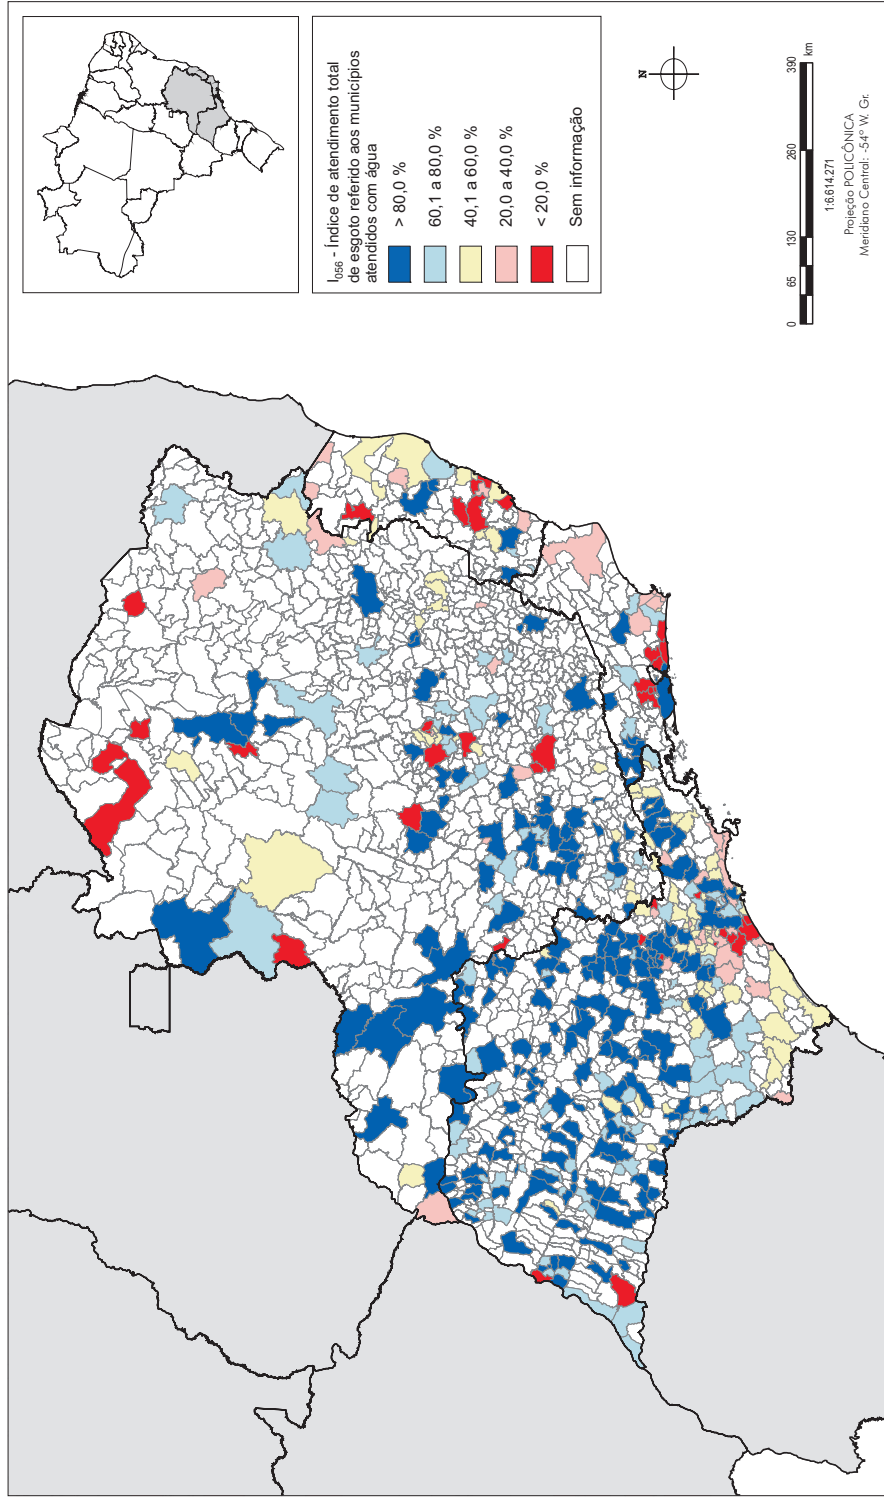 I056 - Índice de atendimento total
de esgoto referido aos municípios
atendidos com água
> 80,0 %
60,1 a 80,0 %
40,1 a 60,0 %
20,0 a 40,0 %
< 20,0 %
Sem informação
N
0 65 130 260 390
km
1:6.614.271
Projeção POLICÔNICA
Meridiano Central: -54° W. Gr.